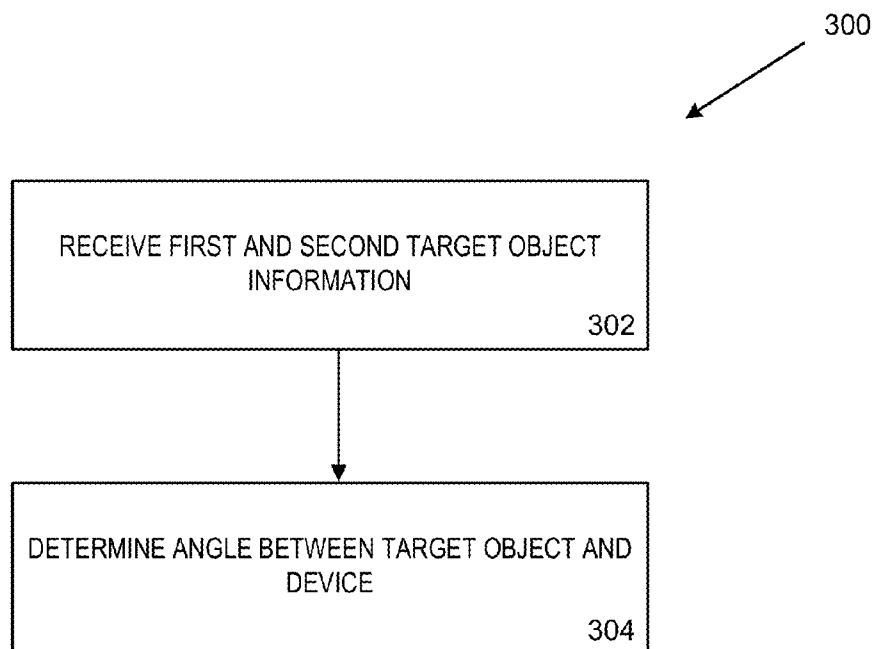 300
RECEIVE FIRST AND SECOND TARGET OBJECT
INFORMATION
302
DETERMINE ANGLE BETWEEN TARGET OBJECT AND
DEVICE
304